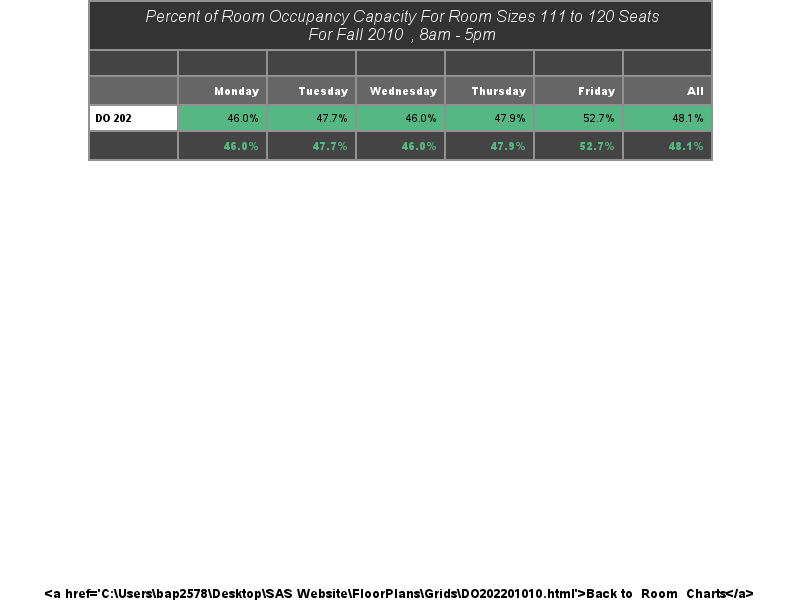 Percent of Room Occupancy Capacity For Room Sizes 111 to 120 Seats
For Fall 2010 , 8am - 5pm
Monday Tuesday Wednesday Thursday Friday All
DO 202 46.0% 47.7% 46.0% 47.9% 52.7% 48.1%
46.0% 47.7% 46.0% 47.9% 52.7% 48.1%
<a href='C:\Users\bap2578\Desktop\SAS Website\FloorPlans\Grids\DO202201010.html'>Back to Room Charts</a>